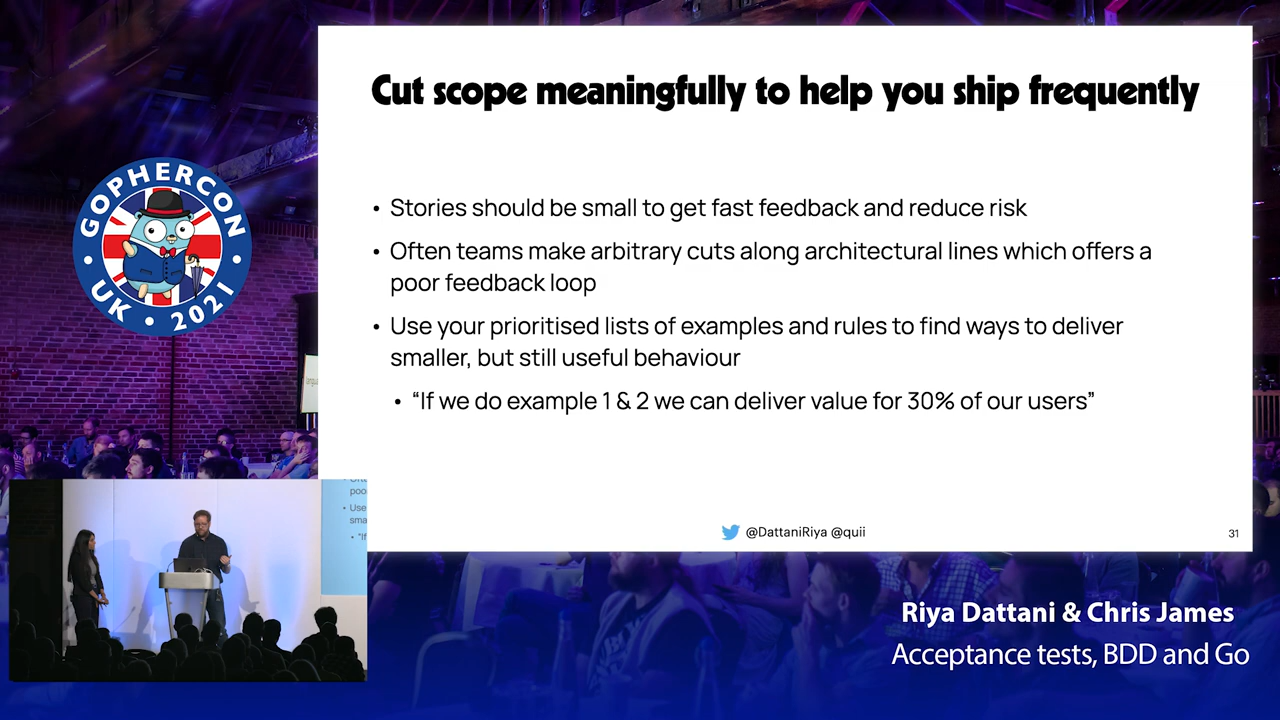 Cut scope meaningfully to help you ship frequently
GOPHERCON
UK • 2021
• Stories should be small to get fast feedback and reduce risk
• Often teams make arbitrary cuts along architectural lines which offers a
poor feedback loop
• Use your prioritised lists of examples and rules to find ways to deliver
smaller, but still useful behaviour
• “If we do example 1 & 2 we can deliver value for 30% of our users”
poo
• Use
sma
• "If
@DattaniRiya @quii
31
Riya Dattani & Chris James
Acceptance tests, BDD and Go